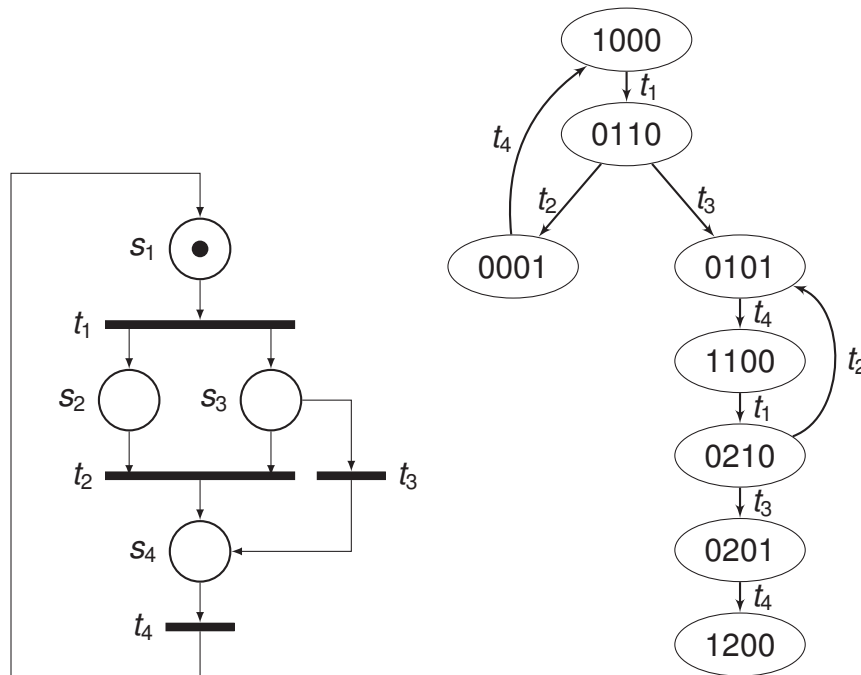 s₁
t₁
s₂
s₃
t₂
t₃
s₄
t₄
1000
t₁
0110
t₄
t₂
t₃
0001
0101
t₄
1100
t₂
t₁
0210
t₃
0201
t₄
1200